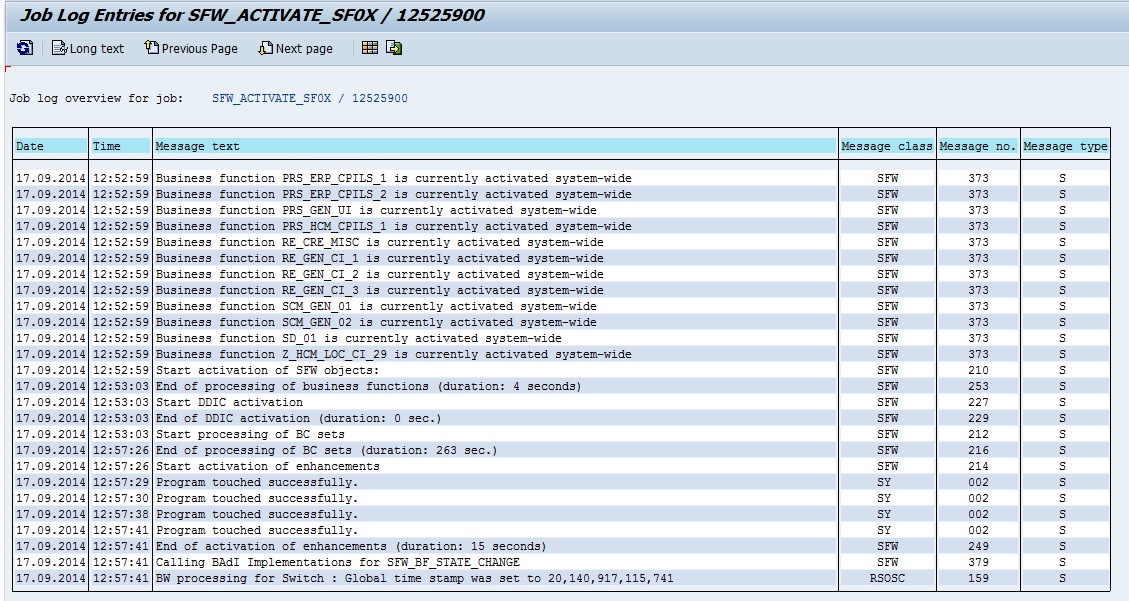 Job Log Entries for SFW_ACTIVATE_SF0X / 12525900
Long text Previous Page Next page
Job log overview for job: SFW_ACTIVATE_SF0X / 12525900
Date Time Message text Message class Message no. Message type
17.09.2014 12:52:59 Business function PRS_ERP_CPILS_1 is currently activated system-wide SFW 373 S
17.09.2014 12:52:59 Business function PRS_ERP_CPILS_2 is currently activated system-wide SFW 373 S
17.09.2014 12:52:59 Business function PRS_GEN_UI is currently activated system-wide SFW 373 S
17.09.2014 12:52:59 Business function PRS_HCM_CPILS_1 is currently activated system-wide SFW 373 S
17.09.2014 12:52:59 Business function RE_CRE_MISC is currently activated system-wide SFW 373 S
17.09.2014 12:52:59 Business function RE_GEN_CI_1 is currently activated system-wide SFW 373 S
17.09.2014 12:52:59 Business function RE_GEN_CI_2 is currently activated system-wide SFW 373 S
17.09.2014 12:52:59 Business function RE_GEN_CI_3 is currently activated system-wide SFW 373 S
17.09.2014 12:52:59 Business function SCM_GEN_01 is currently activated system-wide SFW 373 S
17.09.2014 12:52:59 Business function SCM_GEN_02 is currently activated system-wide SFW 373 S
17.09.2014 12:52:59 Business function SD_01 is currently activated system-wide SFW 373 S
17.09.2014 12:52:59 Business function Z_HCM_LOC_CI_29 is currently activated system-wide SFW 373 S
17.09.2014 12:52:59 Start activation of SFW objects: SFW 210 S
17.09.2014 12:53:03 End of processing of business functions (duration: 4 seconds) SFW 253 S
17.09.2014 12:53:03 Start DDIC activation SFW 227 S
17.09.2014 12:53:03 End of DDIC activation (duration: 0 sec.) SFW 229 S
17.09.2014 12:53:03 Start processing of BC sets SFW 212 S
17.09.2014 12:57:26 End of processing of BC sets (duration: 263 sec.) SFW 216 S
17.09.2014 12:57:26 Start activation of enhancements SFW 214 S
17.09.2014 12:57:29 Program touched successfully. SY 002 S
17.09.2014 12:57:30 Program touched successfully. SY 002 S
17.09.2014 12:57:38 Program touched successfully. SY 002 S
17.09.2014 12:57:41 Program touched successfully. SY 002 S
17.09.2014 12:57:41 End of activation of enhancements (duration: 15 seconds) SFW 249 S
17.09.2014 12:57:41 Calling BAdI Implementations for SFW_BF_STATE_CHANGE SFW 379 S
17.09.2014 12:57:41 BW processing for Switch : Global time stamp was set to 20,140,917,115,741 RSOSC 159 S